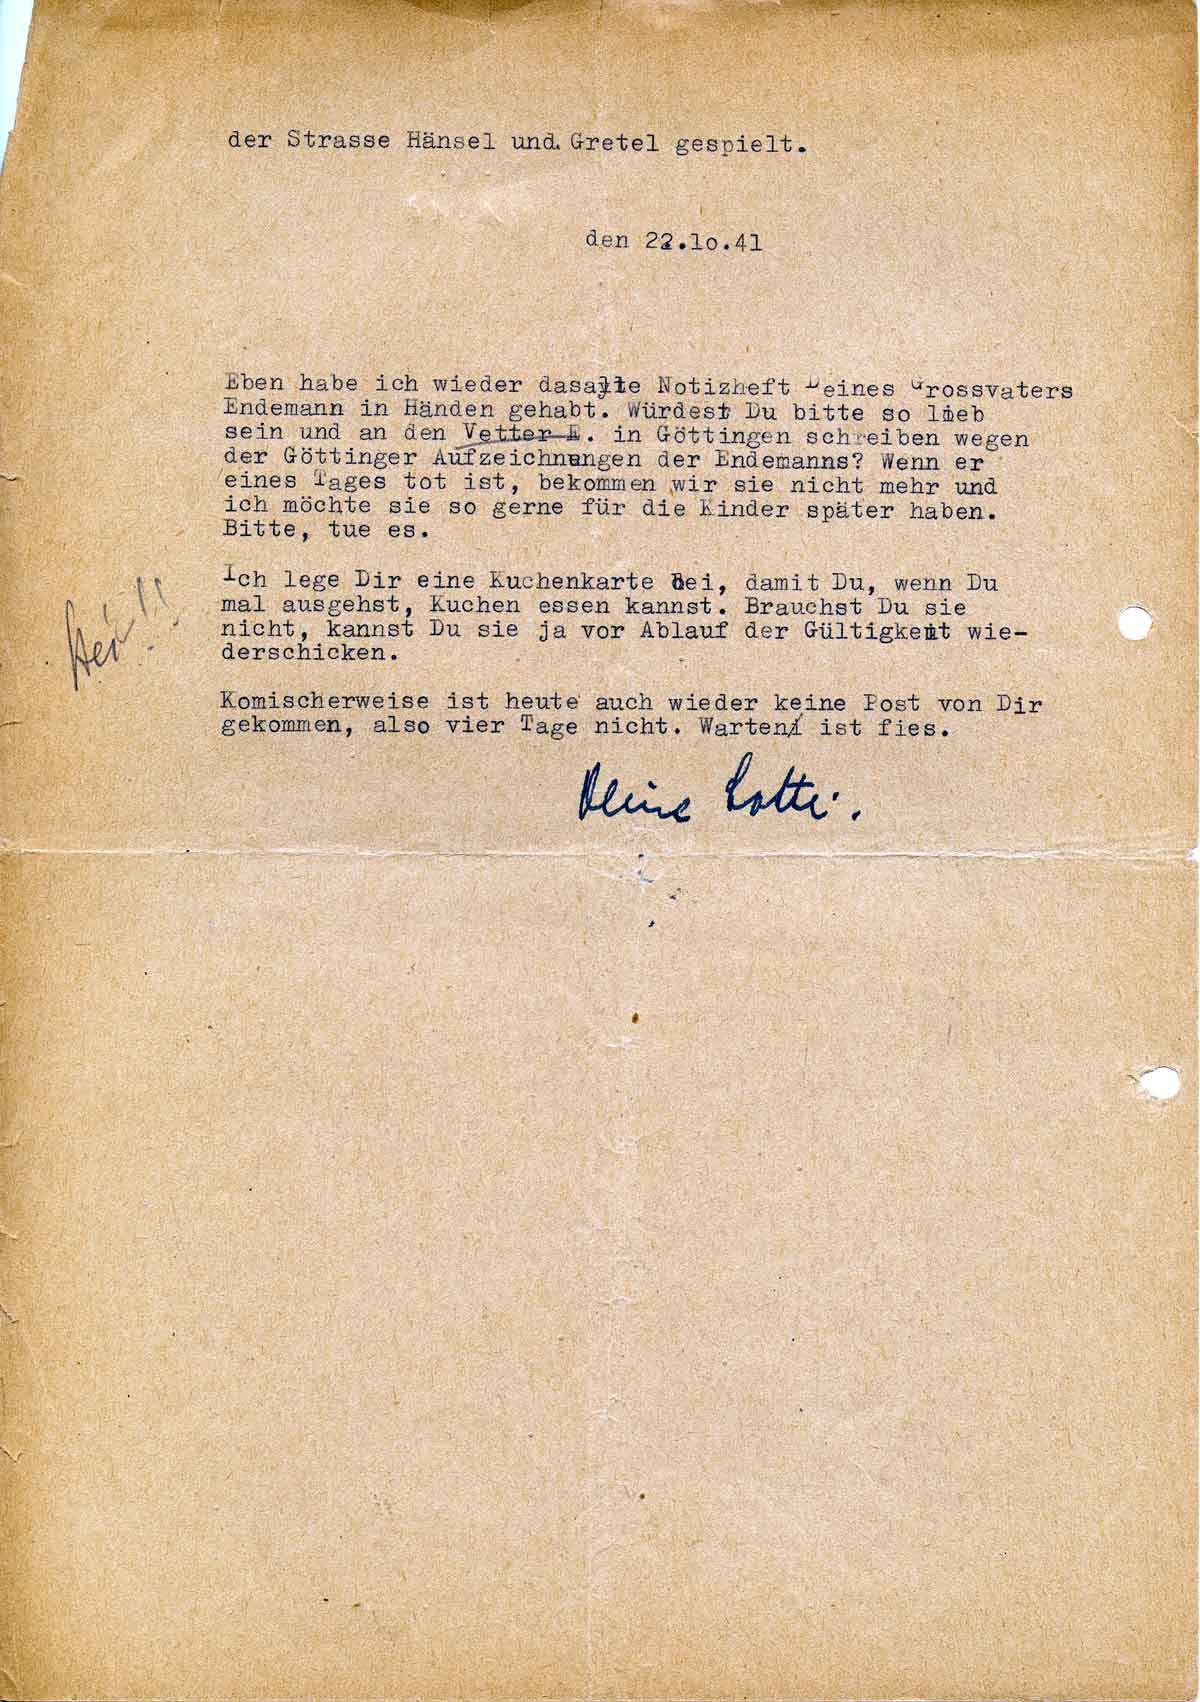 der Strasse Hänsel und Gretel gespielt.
den 22.10.41
Eben habe ich wieder dasalte Notizheft Deines Grossvaters
Endemann in Händen gehabt. Würdest Du bitte so lieb
sein und an den Vetter E. in Göttingen schreiben wegen
der Göttinger Aufzeichnungen der Endemanns? Wenn er
eines Tages tot ist, bekommen wir sie nicht mehr und
ich möchte sie so gerne für die Kinder später haben.
Bitte, tue es.
Ich lege Dir eine Kuchenkarte bei, damit Du, wenn Du
mal ausgehst, Kuchen essen kannst. Brauchst Du sie
nicht, kannst Du sie ja vor Ablauf der Gültigkeit wie-
derschicken.
Komischerweise ist heute auch wieder keine Post von Dir
gekommen, also vier Tage nicht. Warten ist fies.
Deine Lotte.